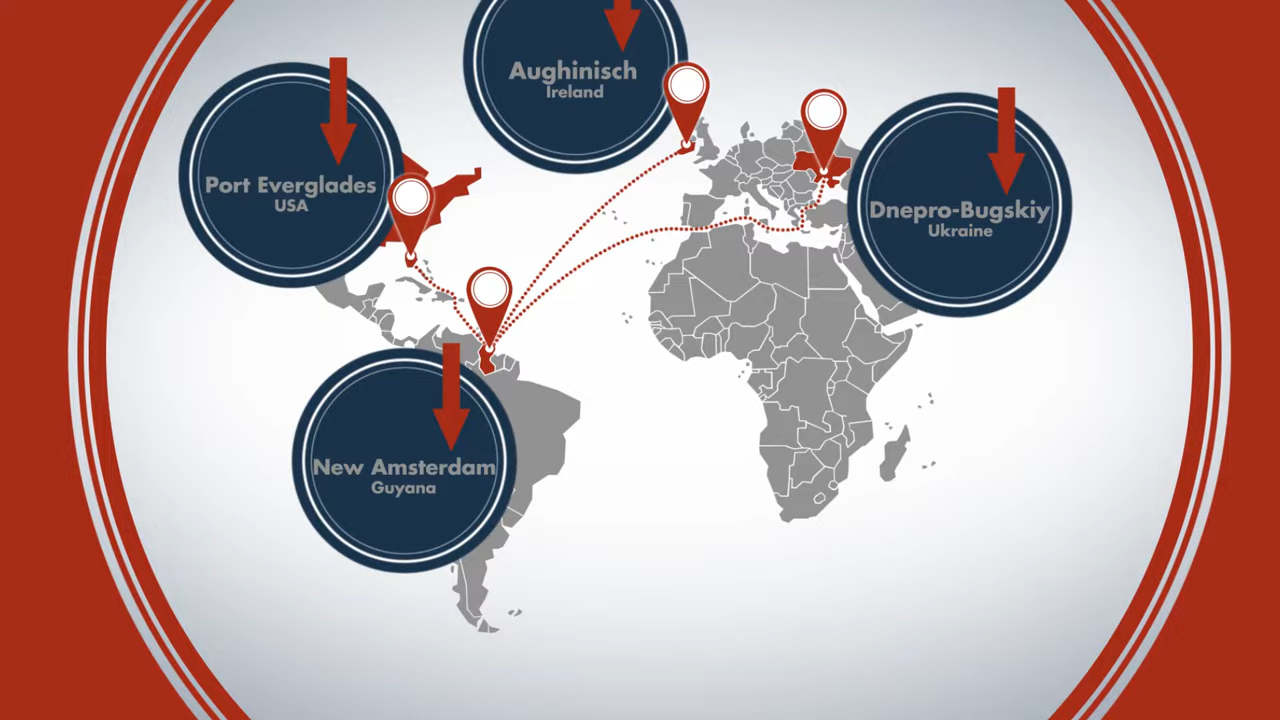 Aughinisch
Ireland
Port Everglades
USA
Dnepro-Bugskiy
Ukraine
New Amsterdam
Guyana